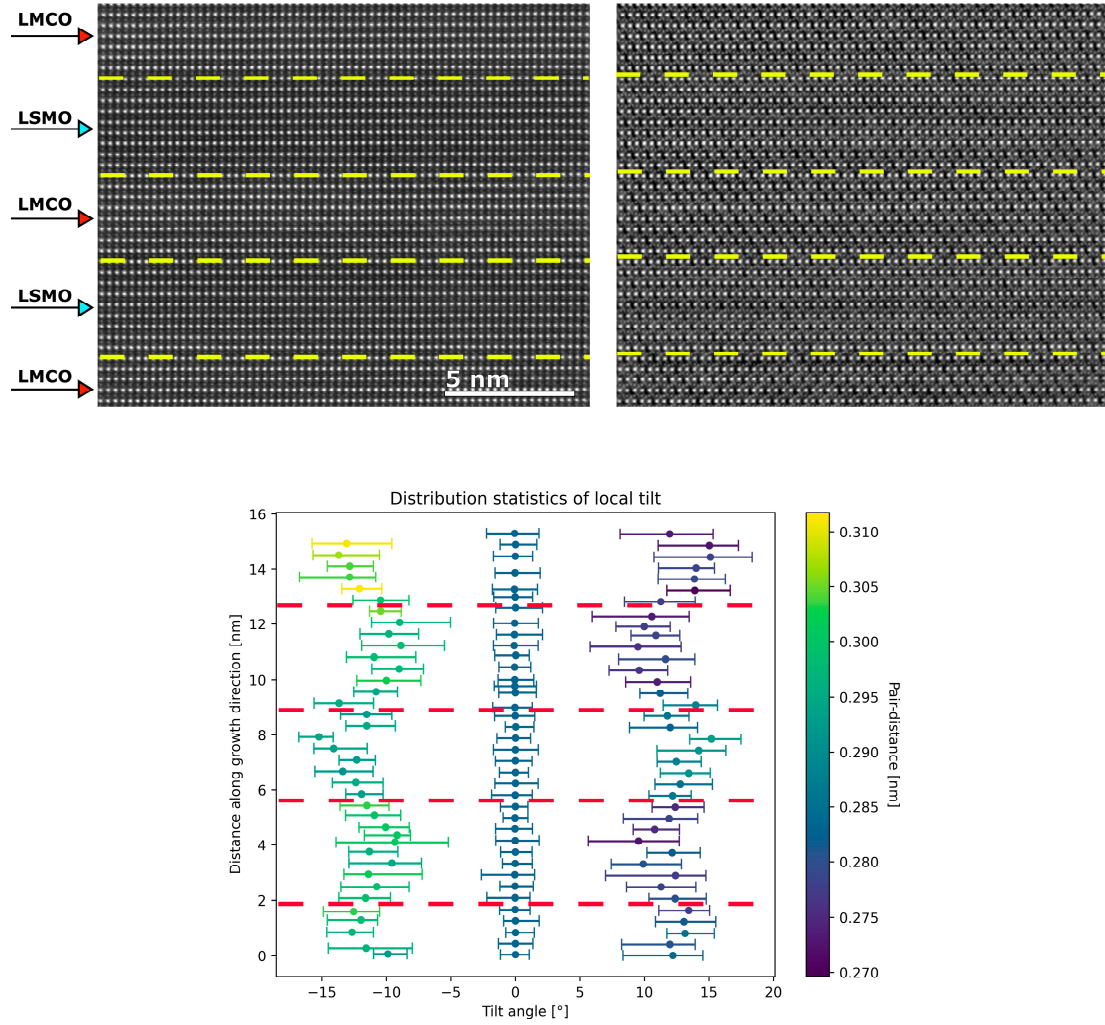 LMCO
LSMO
LMCO
LSMO
LMCO
5 nm
Distribution statistics of local tilt
16
14
12
10
8
6
4
2
0
Distance along growth direction [nm]
−15
−10
−5
0
5
10
15
20
Tilt angle [°]
0.310
0.305
0.300
0.295
0.290
0.285
0.280
0.275
0.270
Pair-distance [nm]